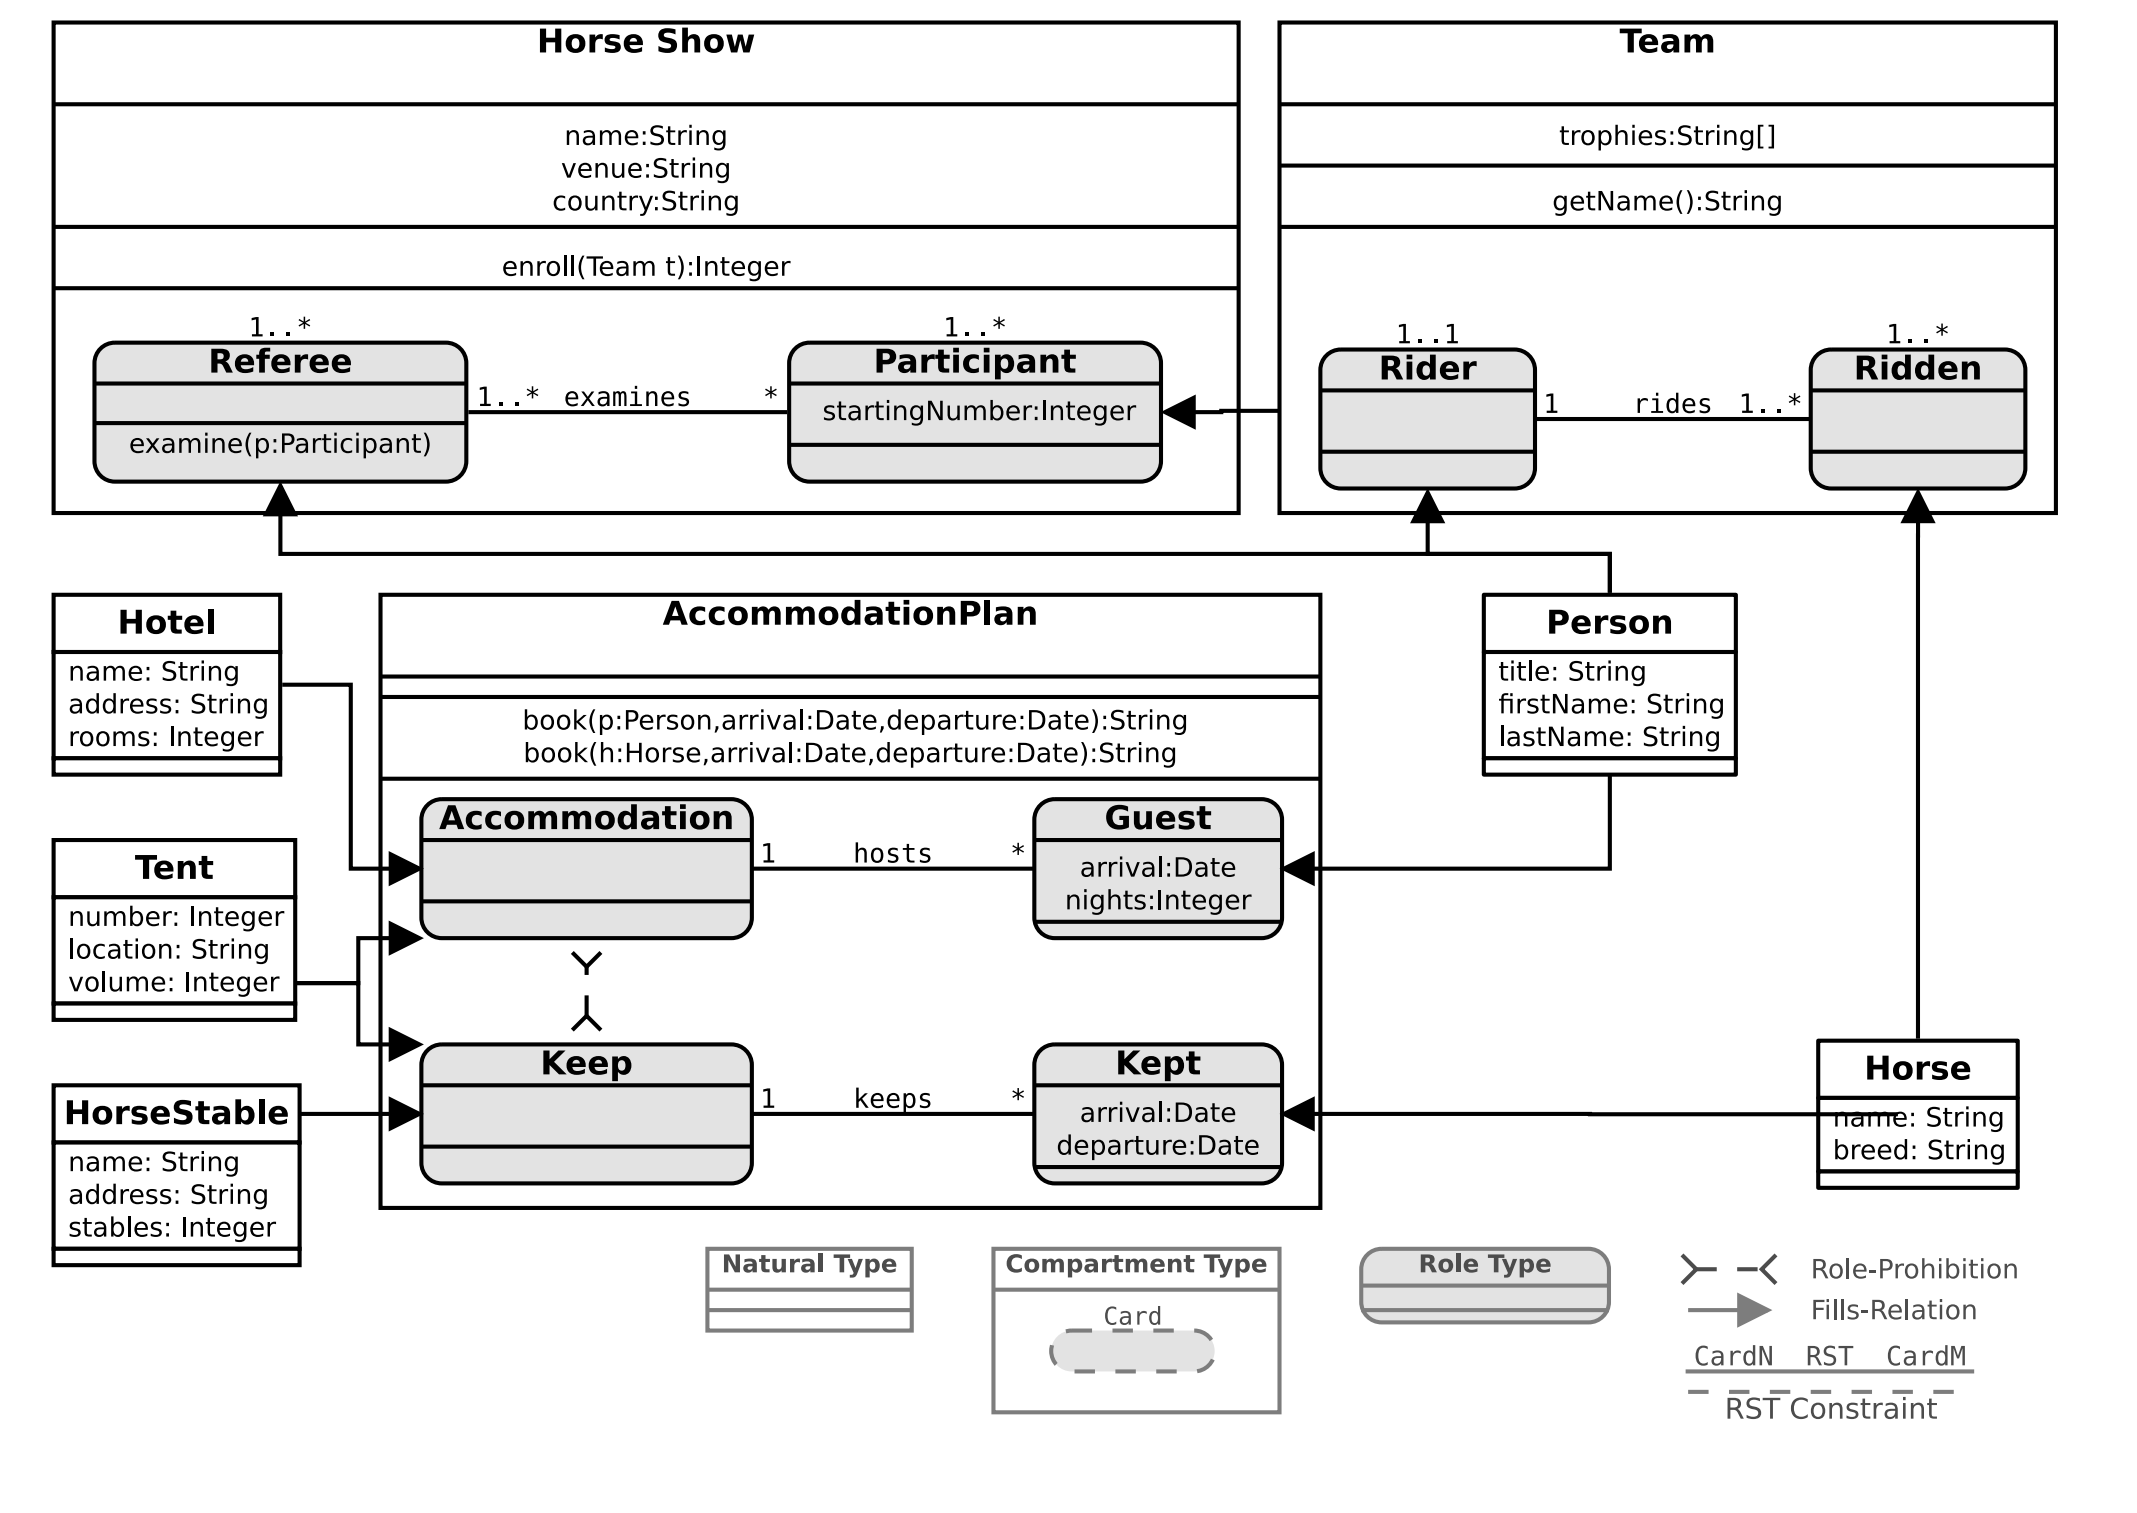 Horse Show
name:String
venue:String
country:String
enroll(Team t):Integer
1..*
Referee
examine(p:Participant)
1..* examines *
1..*
Participant
startingNumber:Integer
Team
trophies:String[]
getName():String
1..1
Rider
1 rides 1..*
1..*
Ridden
Hotel
name: String
address: String
rooms: Integer
Tent
number: Integer
location: String
volume: Integer
HorseStable
name: String
address: String
stables: Integer
AccommodationPlan
book(p:Person,arrival:Date,departure:Date):String
book(h:Horse,arrival:Date,departure:Date):String
Accommodation
1 hosts *
Guest
arrival:Date
nights:Integer
Keep
1 keeps *
Kept
arrival:Date
departure:Date
Person
title: String
firstName: String
lastName: String
Horse
name: String
breed: String
Natural Type
Compartment Type
Card
Role Type
Role-Prohibition
Fills-Relation
CardN RST CardM
RST Constraint